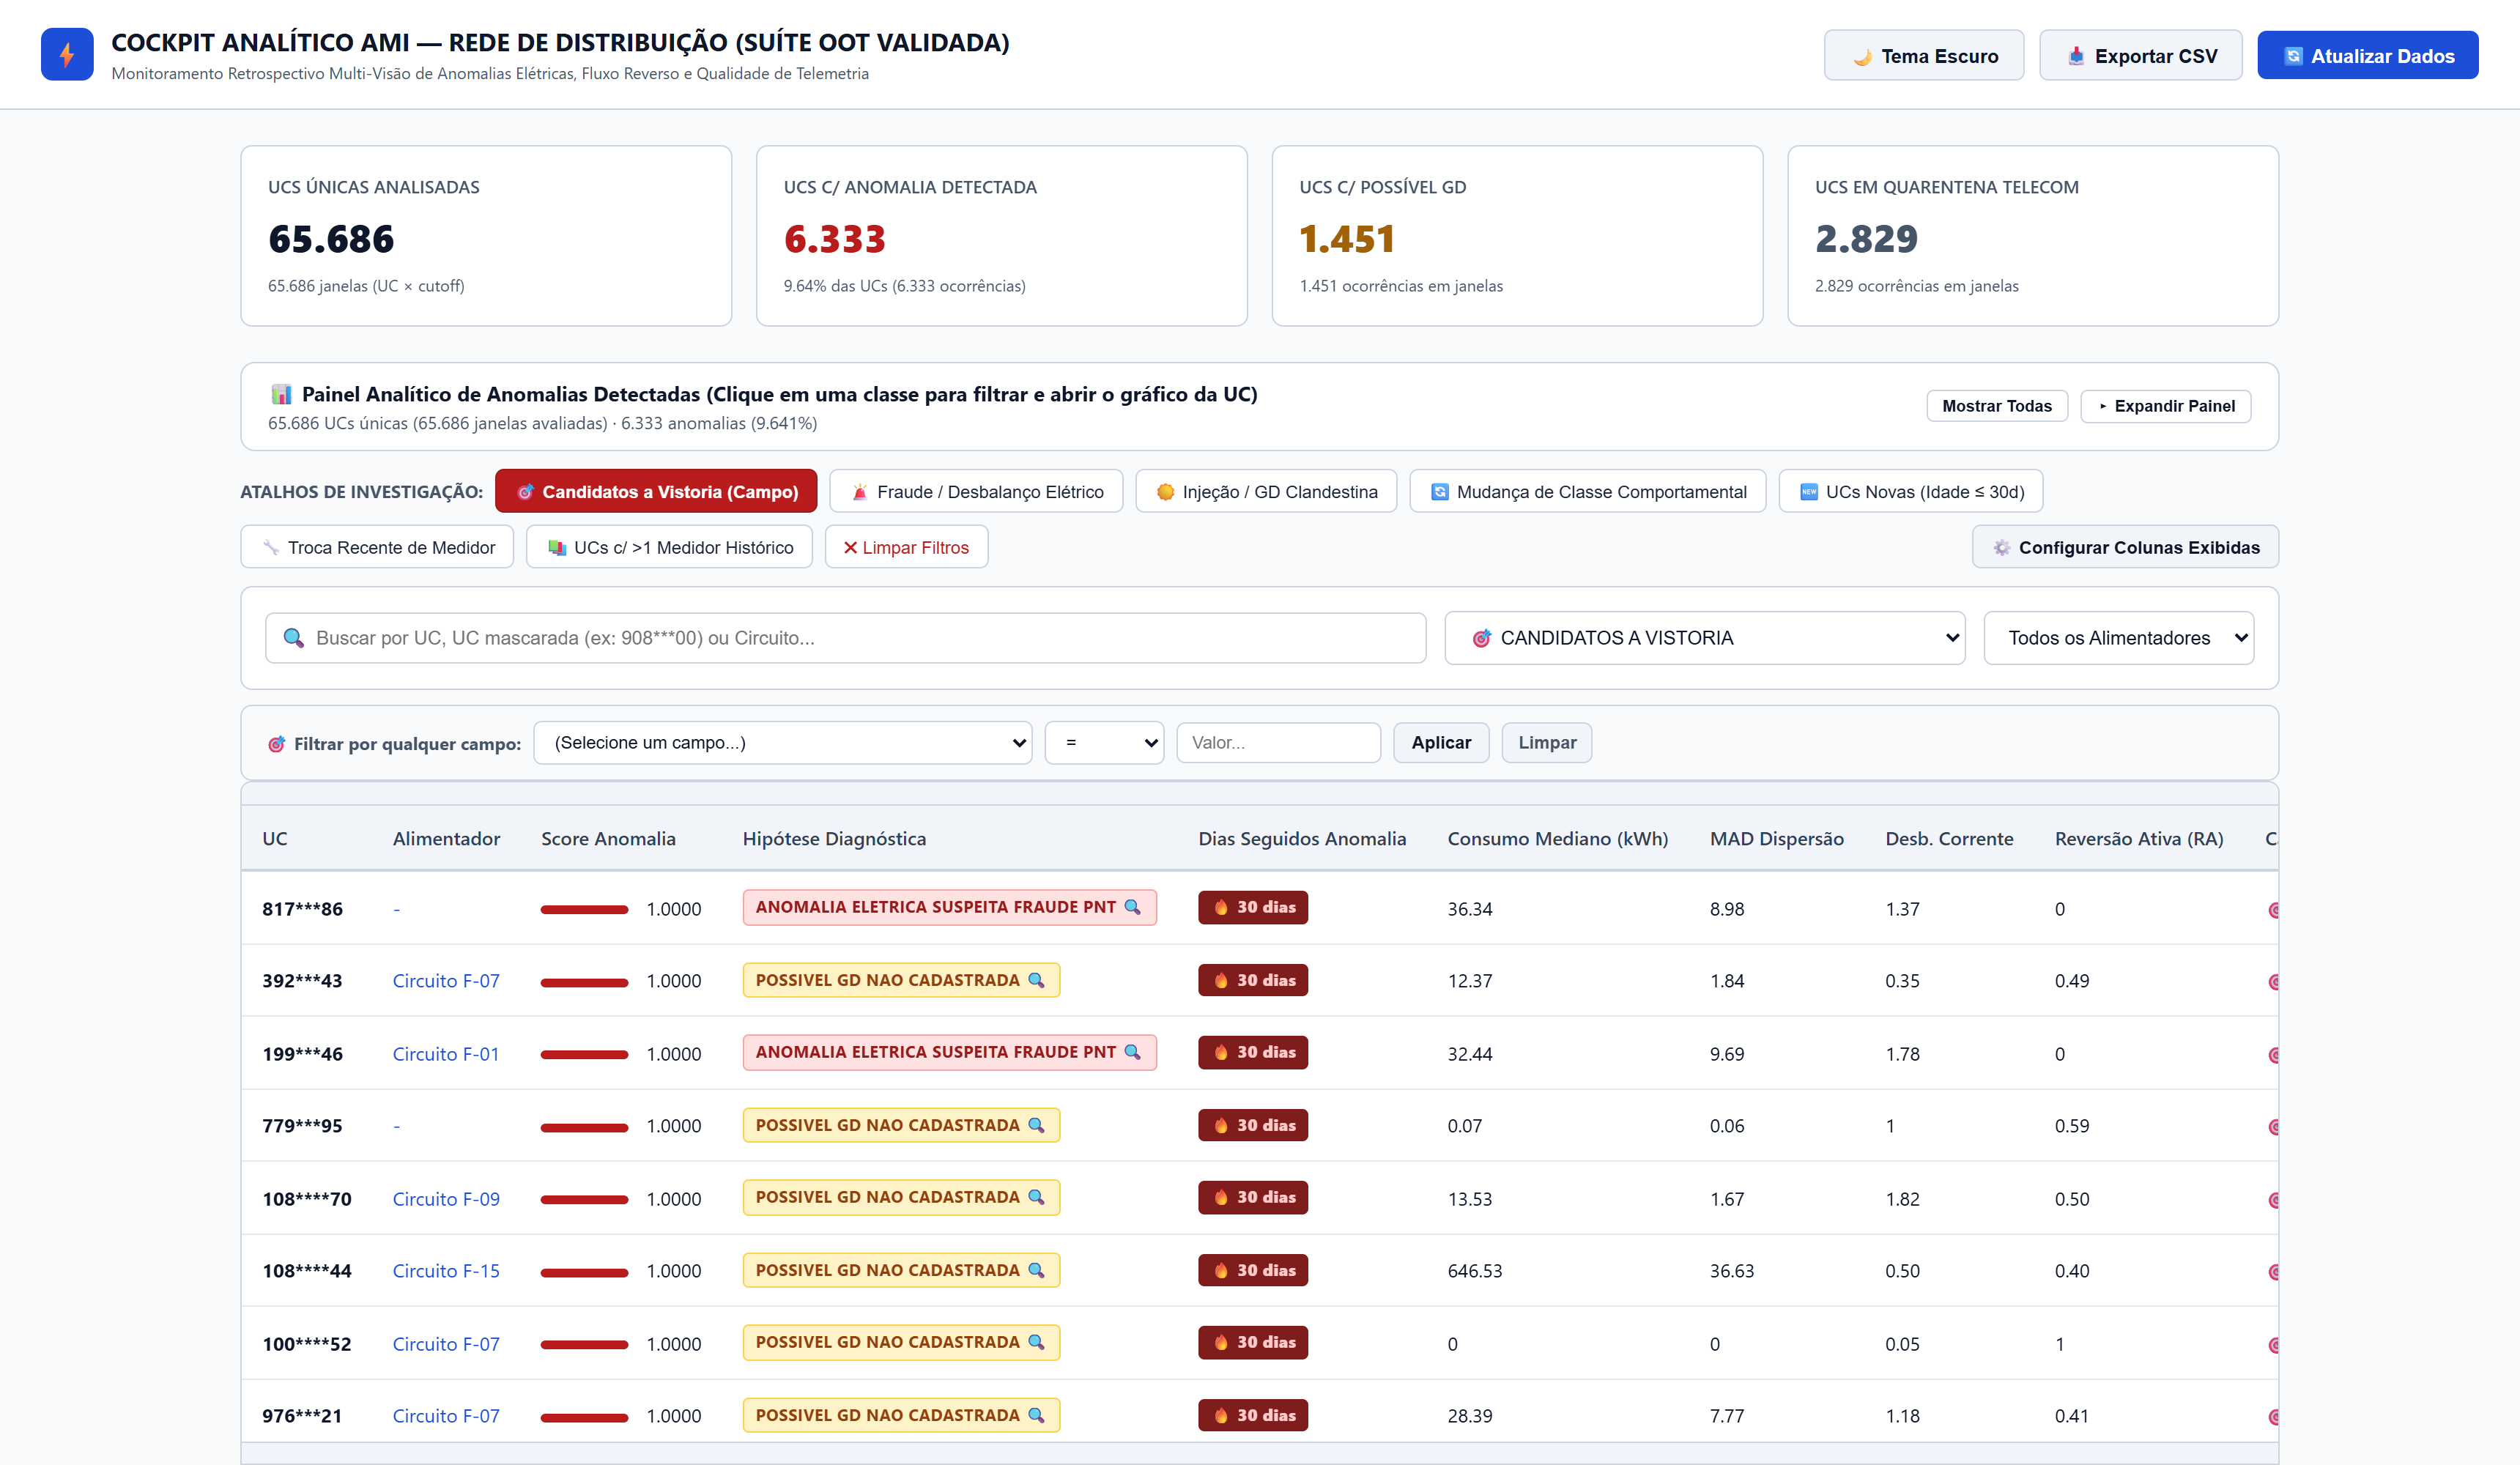 COCKPIT ANALÍTICO AMI — REDE DE DISTRIBUIÇÃO (SUÍTE OOT VALIDADA)
Monitoramento Retrospectivo Multi-Visão de Anomalias Elétricas, Fluxo Reverso e Qualidade de Telemetria
Tema Escuro
Exportar CSV
Atualizar Dados
UCS ÚNICAS ANALISADAS
65.686
65.686 janelas (UC × cutoff)
UCS C/ ANOMALIA DETECTADA
6.333
9.64% das UCs (6.333 ocorrências)
UCS C/ POSSÍVEL GD
1.451
1.451 ocorrências em janelas
UCS EM QUARENTENA TELECOM
2.829
2.829 ocorrências em janelas
Painel Analítico de Anomalias Detectadas (Clique em uma classe para filtrar e abrir o gráfico da UC)
65.686 UCs únicas (65.686 janelas avaliadas) · 6.333 anomalias (9.641%)
Mostrar Todas
Expandir Painel
ATALHOS DE INVESTIGAÇÃO:
Candidatos a Vistoria (Campo)
Fraude / Desbalanço Elétrico
Injeção / GD Clandestina
Mudança de Classe Comportamental
NEW UCs Novas (Idade ≤ 30d)
Troca Recente de Medidor
UCs c/ >1 Medidor Histórico
Limpar Filtros
Configurar Colunas Exibidas
Buscar por UC, UC mascarada (ex: 908***00) ou Circuito...
CANDIDATOS A VISTORIA
Todos os Alimentadores
Filtrar por qualquer campo:
(Selecione um campo...)
=
Valor...
Aplicar
Limpar
UC Alimentador Score Anomalia Hipótese Diagnóstica Dias Seguidos Anomalia Consumo Mediano (kWh) MAD Dispersão Desb. Corrente Reversão Ativa (RA)
817***86 - 1.0000 ANOMALIA ELETRICA SUSPEITA FRAUDE PNT 30 dias 36.34 8.98 1.37 0
392***43 Circuito F-07 1.0000 POSSIVEL GD NAO CADASTRADA 30 dias 12.37 1.84 0.35 0.49
199***46 Circuito F-01 1.0000 ANOMALIA ELETRICA SUSPEITA FRAUDE PNT 30 dias 32.44 9.69 1.78 0
779***95 - 1.0000 POSSIVEL GD NAO CADASTRADA 30 dias 0.07 0.06 1 0.59
108****70 Circuito F-09 1.0000 POSSIVEL GD NAO CADASTRADA 30 dias 13.53 1.67 1.82 0.50
108****44 Circuito F-15 1.0000 POSSIVEL GD NAO CADASTRADA 30 dias 646.53 36.63 0.50 0.40
100****52 Circuito F-07 1.0000 POSSIVEL GD NAO CADASTRADA 30 dias 0 0 0.05 1
976***21 Circuito F-07 1.0000 POSSIVEL GD NAO CADASTRADA 30 dias 28.39 7.77 1.18 0.41